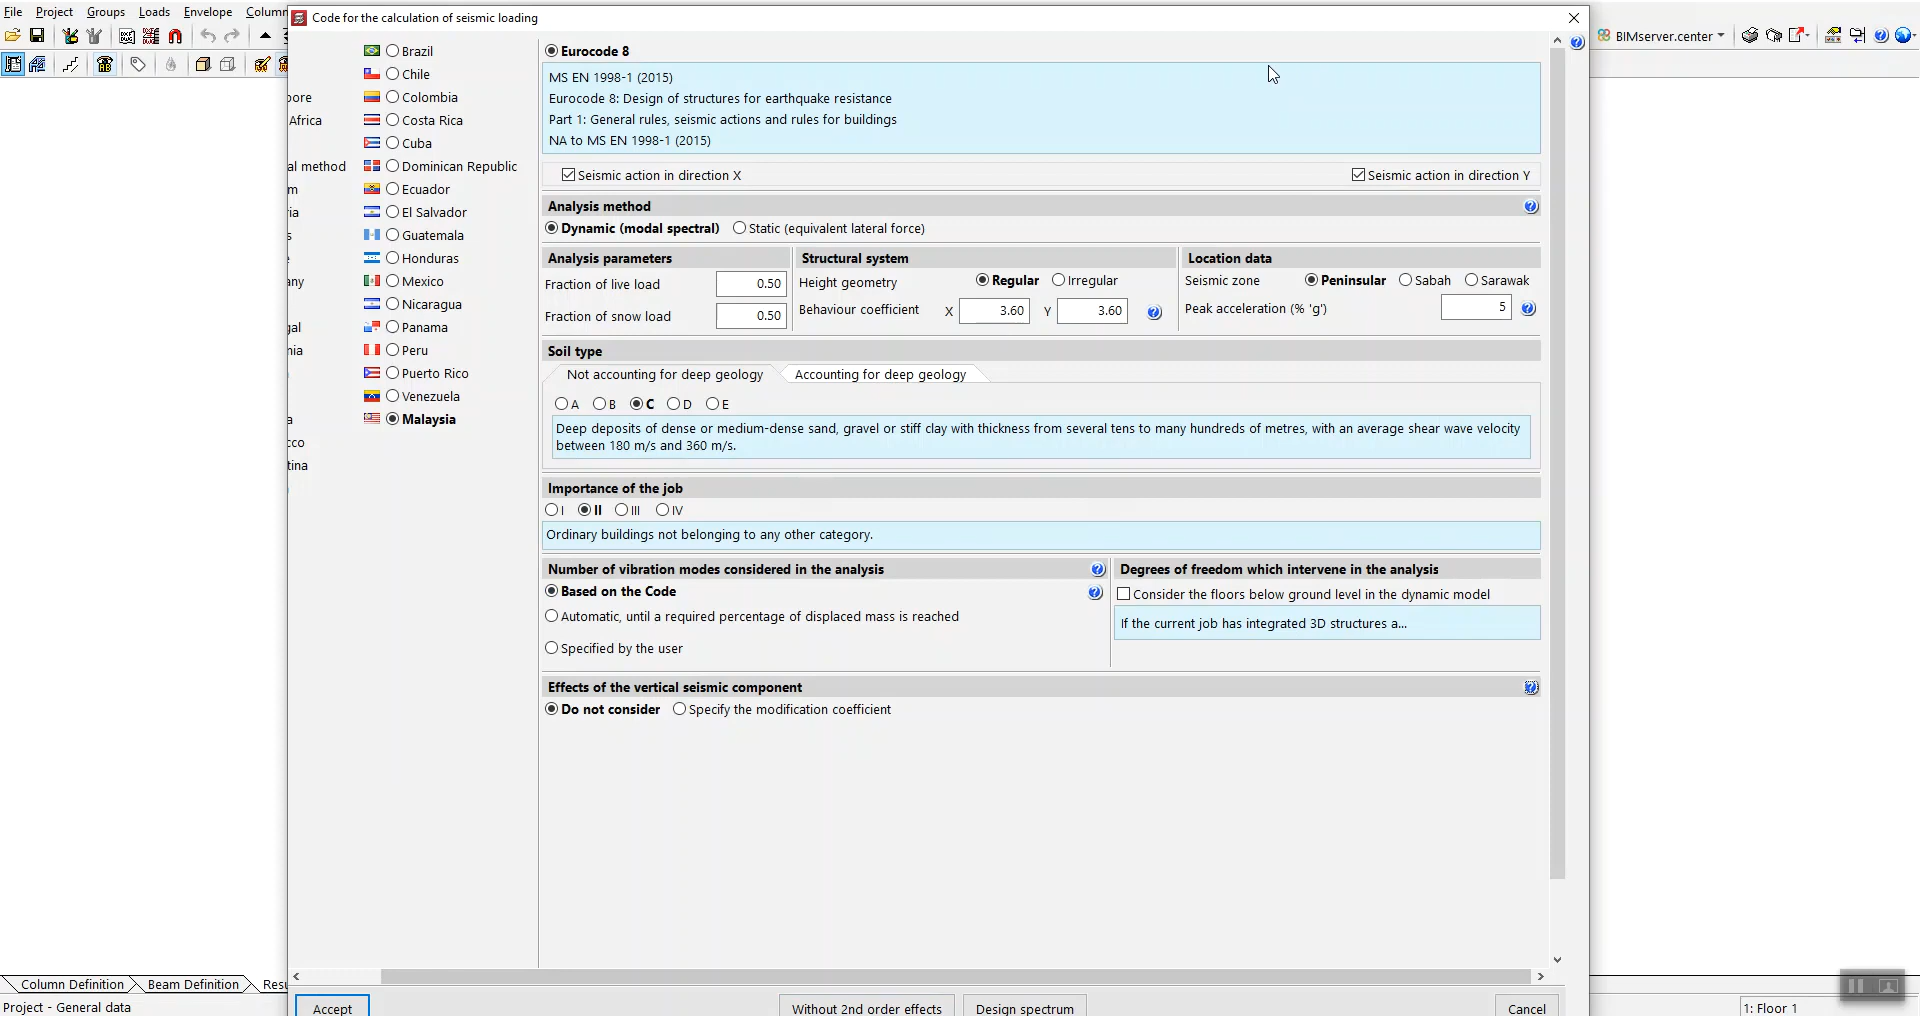 File Project Groups Loads Envelope Column
Code for the calculation of seismic loading
BIMserver.center
Brazil
Chile
Colombia
Costa Rica
Cuba
Dominican Republic
Ecuador
El Salvador
Guatemala
Honduras
Mexico
Nicaragua
Panama
Peru
Puerto Rico
Venezuela
Malaysia
ore
Africa
al method
m
ia
s
e
any
gal
nia
a
cco
tina
Eurocode 8
MS EN 1998-1 (2015)
Eurocode 8: Design of structures for earthquake resistance
Part 1: General rules, seismic actions and rules for buildings
NA to MS EN 1998-1 (2015)
Seismic action in direction X Seismic action in direction Y
Analysis method
Dynamic (modal spectral) Static (equivalent lateral force)
Analysis parameters Structural system Location data
Fraction of live load 0.50 Height geometry Regular Irregular Seismic zone Peninsular Sabah Sarawak
Fraction of snow load 0.50 Behaviour coefficient X 3.60 Y 3.60 Peak acceleration (% 'g') 5
Soil type
Not accounting for deep geology Accounting for deep geology
A B C D E
Deep deposits of dense or medium-dense sand, gravel or stiff clay with thickness from several tens to many hundreds of metres, with an average shear wave velocity
between 180 m/s and 360 m/s.
Importance of the job
I II III IV
Ordinary buildings not belonging to any other category.
Number of vibration modes considered in the analysis Degrees of freedom which intervene in the analysis
Based on the Code Consider the floors below ground level in the dynamic model
Automatic, until a required percentage of displaced mass is reached If the current job has integrated 3D structures a...
Specified by the user
Effects of the vertical seismic component
Do not consider Specify the modification coefficient
Column Definition Beam Definition Resu
Accept Without 2nd order effects Design spectrum Cancel
Project - General data 1: Floor 1